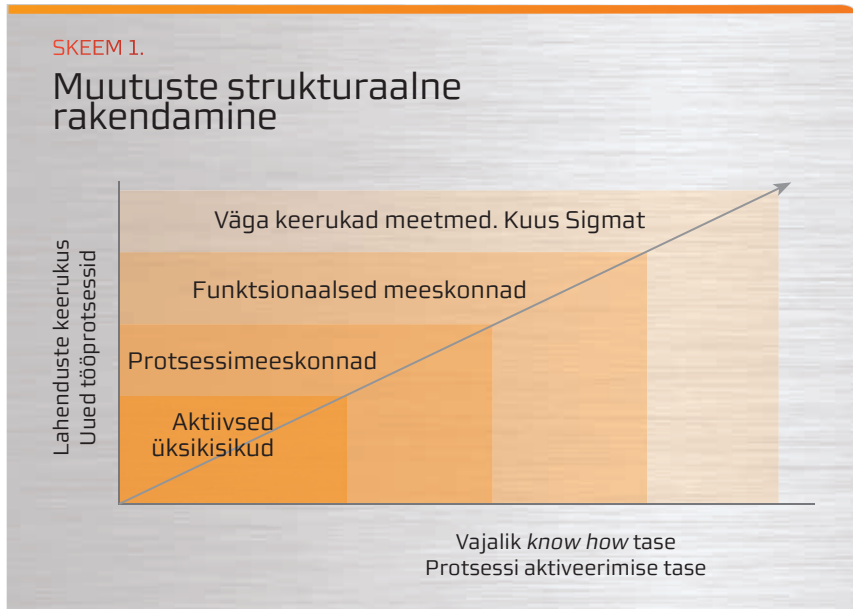 SKEEM 1.
Muutuste strukturaalne
rakendamine
Väga keerukad meetmed. Kuus Sigmat
Funktsionaalsed meeskonnad
Protsessimeeskonnad
Aktiivsed
üksikisikud
Lahenduste keerukus
Uued tööprotsessid
Vajalik know how tase
Protsessi aktiveerimise tase